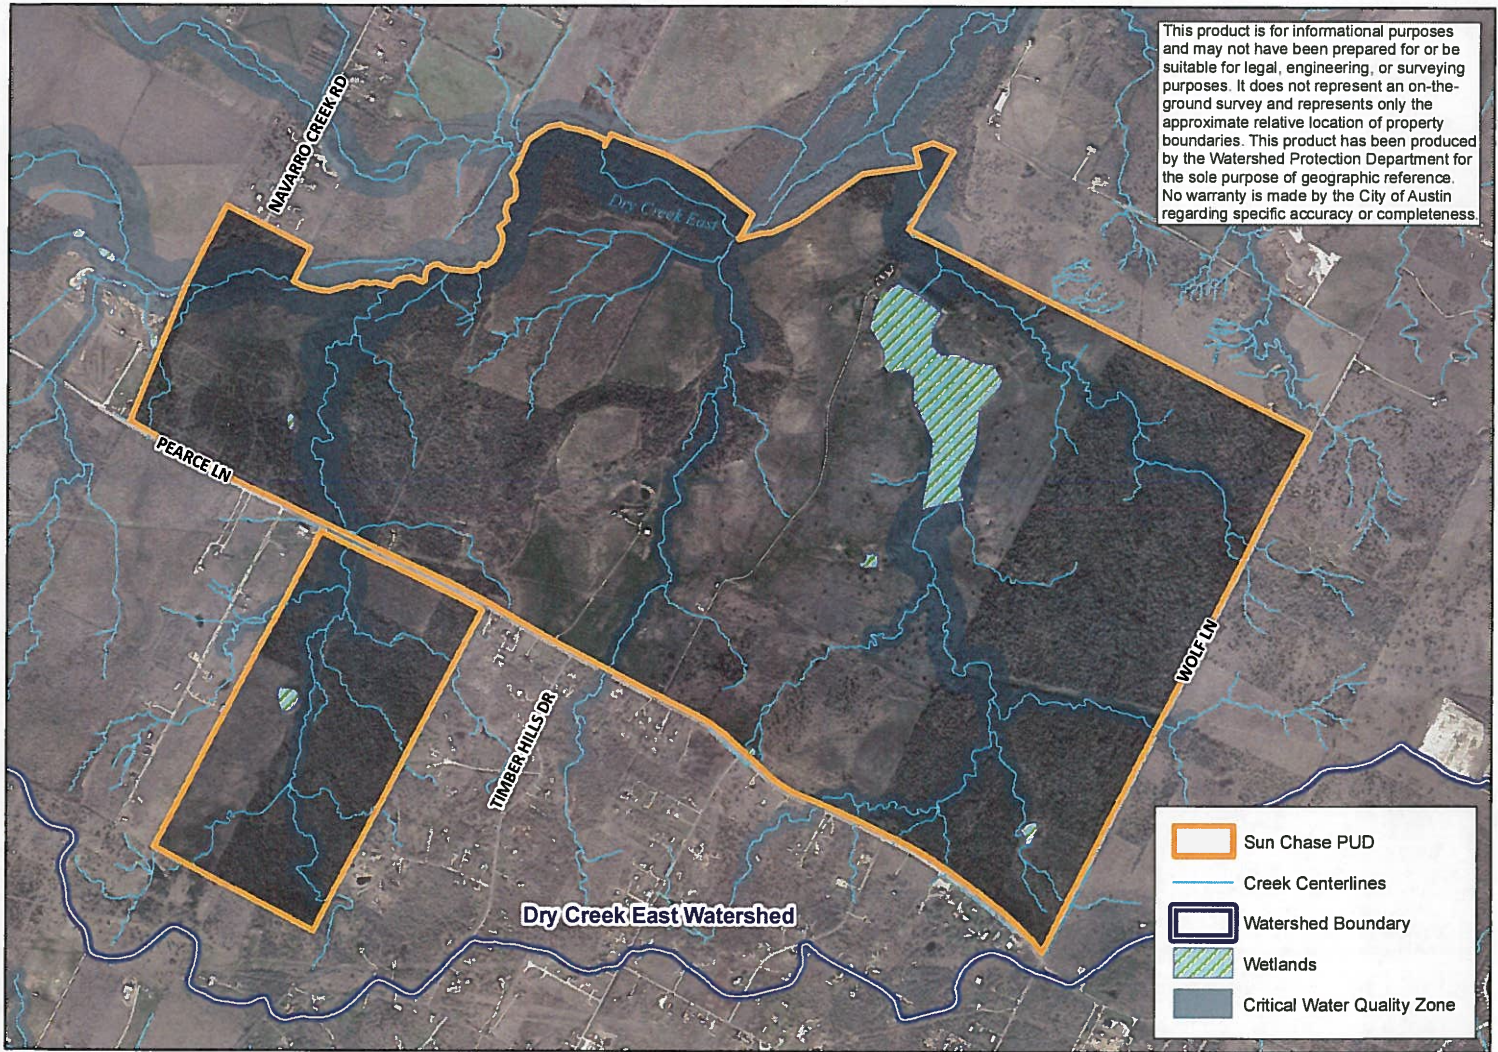 This product is for informational purposes
and may not have been prepared for or be
suitable for legal, engineering, or surveying
purposes. It does not represent an on-the-
ground survey and represents only the
approximate relative location of property
boundaries. This product has been produced
by the Watershed Protection Department for
the sole purpose of geographic reference.
No warranty is made by the City of Austin
regarding specific accuracy or completeness.
NAVARRO CREEK RD
Dry Creek East
PEARCE LN
WOLF LN
TIMBER HILLS DR
Dry Creek East Watershed
Sun Chase PUD
Creek Centerlines
Watershed Boundary
Wetlands
Critical Water Quality Zone